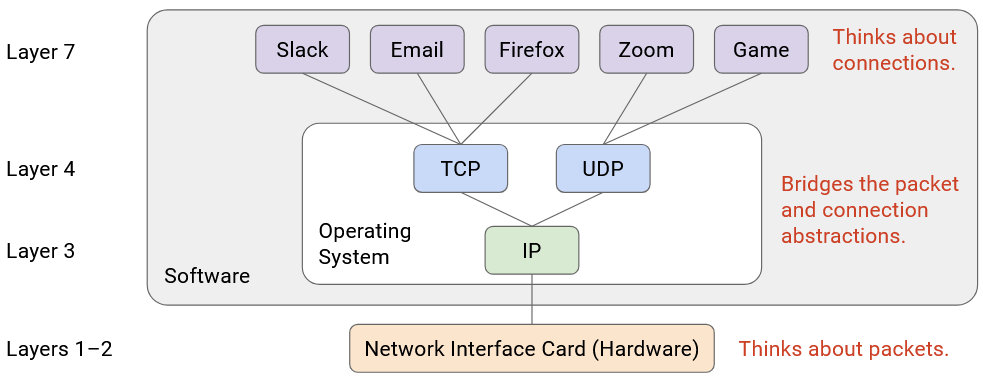 Layer 7
Slack
Email
Firefox
Zoom
Game
Thinks about
connections.
Layer 4
TCP
UDP
Bridges the packet
and connection
abstractions.
Operating
System
Layer 3
IP
Software
Layers 1–2
Network Interface Card (Hardware)
Thinks about packets.